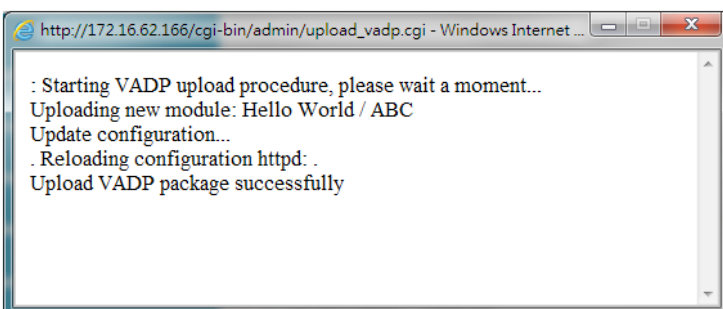 http://172.16.62.166/cgi-bin/admin/upload_vadp.cgi - Windows Internet ...
: Starting VADP upload procedure, please wait a moment...
Uploading new module: Hello World / ABC
Update configuration...
. Reloading configuration httpd: .
Upload VADP package successfully